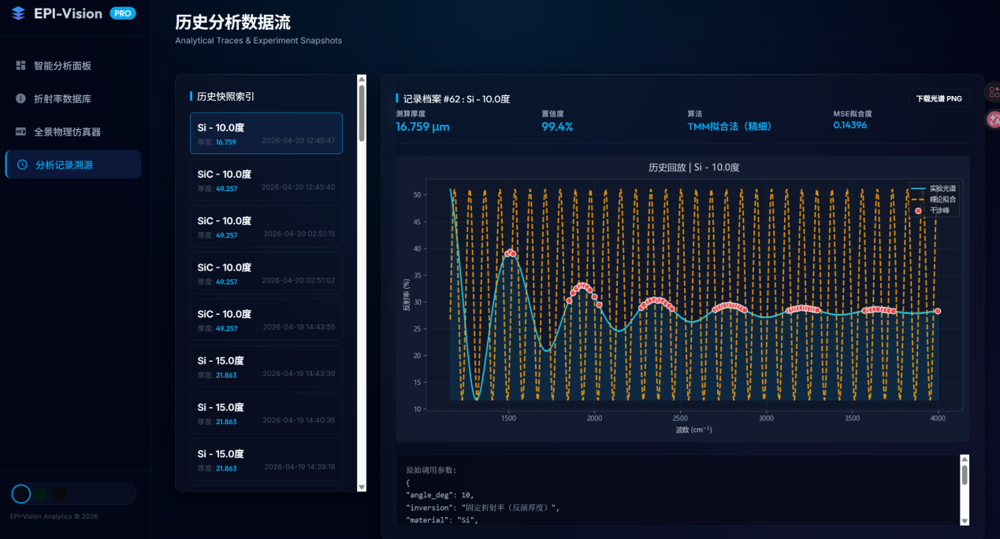 EPI-Vision PRO
智能分析面板
折射率数据库
全景物理仿真器
分析记录溯源
EPI-Vision Analytics © 2026
历史分析数据流
Analytical Traces & Experiment Snapshots
历史快照索引
Si - 10.0度
厚度: 16.759 2026-04-20 12:45:47
SiC - 10.0度
厚度: 49.257 2026-04-20 12:45:40
SiC - 10.0度
厚度: 49.257 2026-04-20 02:51:15
SiC - 10.0度
厚度: 49.257 2026-04-20 02:51:02
SiC - 10.0度
厚度: 49.257 2026-04-19 14:43:55
Si - 15.0度
厚度: 21.863 2026-04-19 14:43:39
Si - 15.0度
厚度: 21.863 2026-04-19 14:40:35
Si - 15.0度
厚度: 21.863 2026-04-19 14:39:18
记录档案 #62 : Si - 10.0度
下载光谱 PNG
测算厚度 置信度 算法 MSE拟合度
16.759 μm 99.4% TMM拟合法（精细） 0.14396
历史回放 | Si - 10.0度
实验光谱
理论拟合
干涉峰
反射率 (%)
50
45
40
35
30
25
20
15
10
1500 2000 2500 3000 3500 4000
波数 (cm⁻¹)
原始调用参数:
{
"angle_deg": 10,
"inversion": "固定折射率（反演厚度）",
"material": "Si",